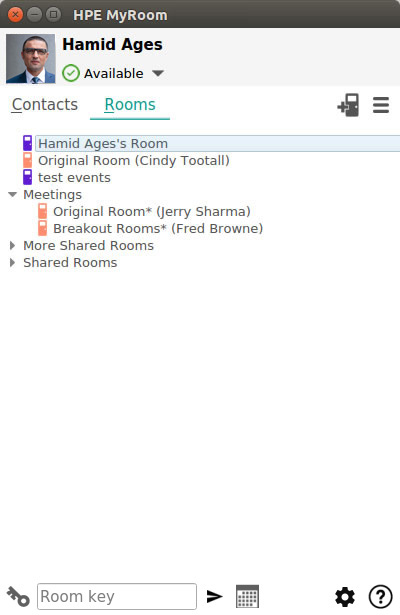 HPE MyRoom
Hamid Ages
Available
Contacts Rooms
Hamid Ages's Room
Original Room (Cindy Tootall)
test events
Meetings
Original Room* (Jerry Sharma)
Breakout Rooms* (Fred Browne)
More Shared Rooms
Shared Rooms
Room key
?